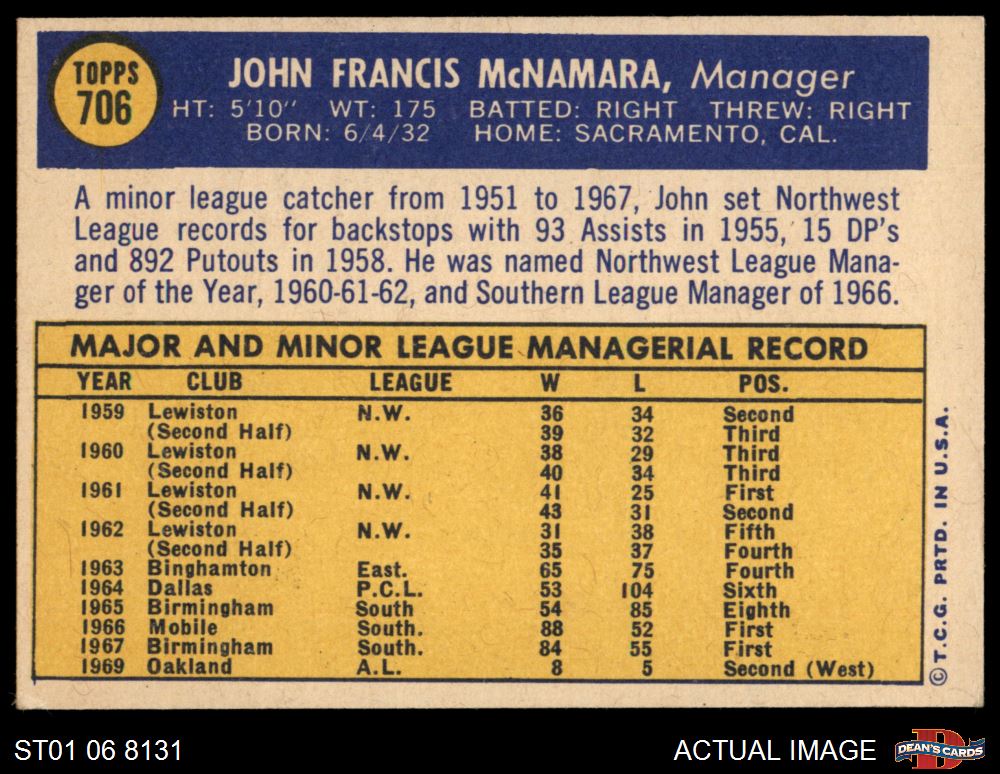 TOPPS
706
JOHN FRANCIS McNAMARA, Manager
HT: 5'10" WT: 175 BATTED: RIGHT THREW: RIGHT
BORN: 6/4/32 HOME: SACRAMENTO, CAL.
A minor league catcher from 1951 to 1967, John set Northwest
League records for backstops with 93 Assists in 1955, 15 DP's
and 892 Putouts in 1958. He was named Northwest League Mana-
ger of the Year, 1960-61-62, and Southern League Manager of 1966.
MAJOR AND MINOR LEAGUE MANAGERIAL RECORD
YEAR CLUB LEAGUE W L POS.
1959 Lewiston N.W. 36 34 Second
(Second Half) 39 32 Third
1960 Lewiston N.W. 38 29 Third
(Second Half) 40 34 Third
1961 Lewiston N.W. 41 25 First
(Second Half) 43 31 Second
1962 Lewiston N.W. 31 38 Fifth
(Second Half) 35 37 Fourth
1963 Binghamton East. 65 75 Fourth
1964 Dallas P.C.L. 53 104 Sixth
1965 Birmingham South 54 85 Eighth
1966 Mobile South. 88 52 First
1967 Birmingham South. 84 55 First
1969 Oakland A.L. 8 5 Second (West)
© T.C.G. PRTD. IN U.S.A.
ST01 06 8131
ACTUAL IMAGE
D
DEAN'S CARDS